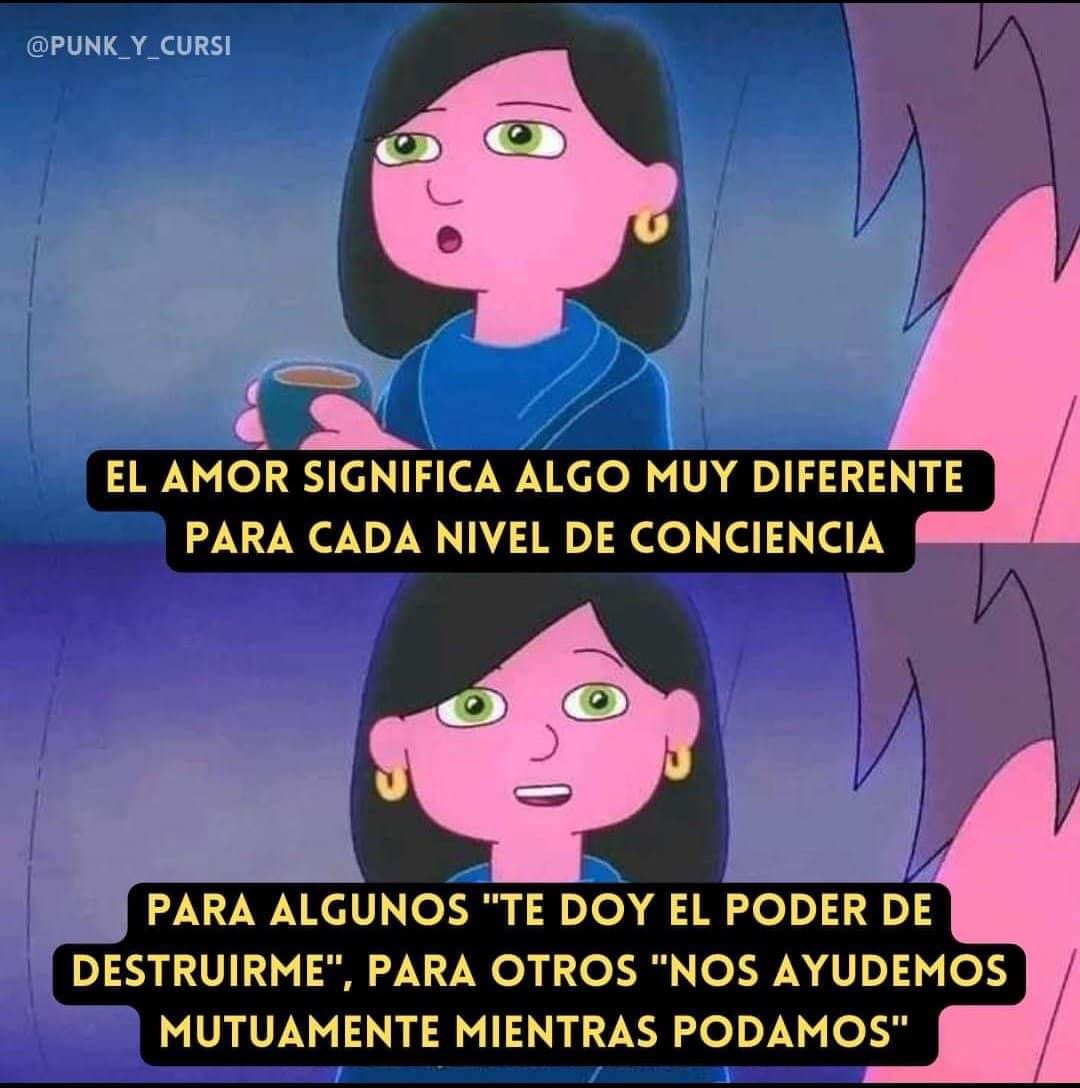 @PUNK_Y_CURSI
EL AMOR SIGNIFICA ALGO MUY DIFERENTE
PARA CADA NIVEL DE CONCIENCIA
PARA ALGUNOS "TE DOY EL PODER DE
DESTRUIRME", PARA OTROS "NOS AYUDEMOS
MUTUAMENTE MIENTRAS PODAMOS"